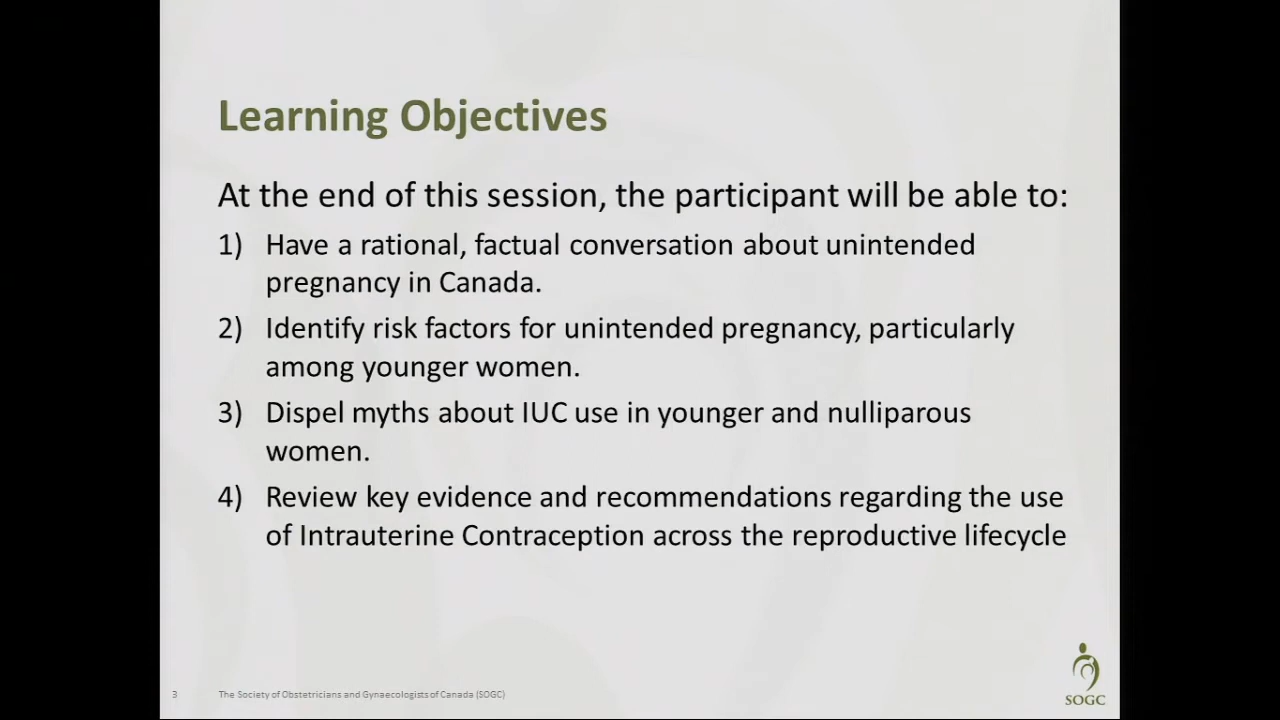 Learning Objectives
At the end of this session, the participant will be able to:
1) Have a rational, factual conversation about unintended
pregnancy in Canada.
2) Identify risk factors for unintended pregnancy, particularly
among younger women.
3) Dispel myths about IUC use in younger and nulliparous
women.
4) Review key evidence and recommendations regarding the use
of Intrauterine Contraception across the reproductive lifecycle
3 The Society of Obstetricians and Gynaecologists of Canada (SOGC)
SOGC